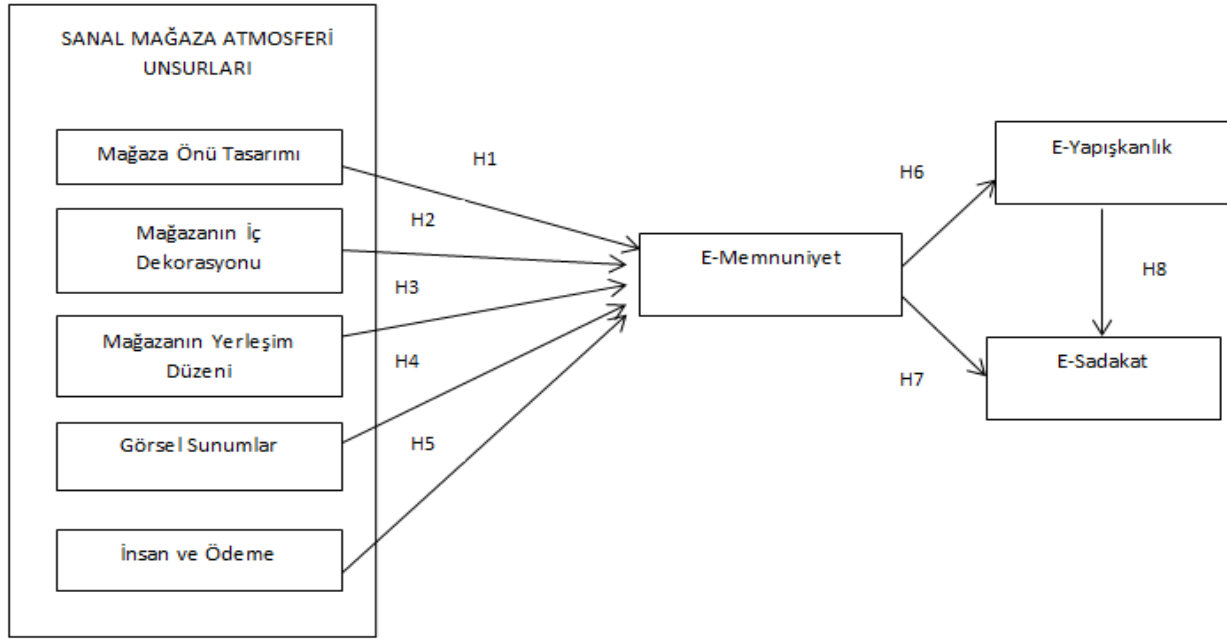 SANAL MAĞAZA ATMOSFERİ
UNSURLARI
Mağaza Önü Tasarımı
Mağazanın İç
Dekorasyonu
Mağazanın Yerleşim
Düzeni
Görsel Sunumlar
İnsan ve Ödeme
H1
H2
H3
H4
H5
E-Memnuniyet
H6
H7
E-Yapışkanlık
H8
E-Sadakat